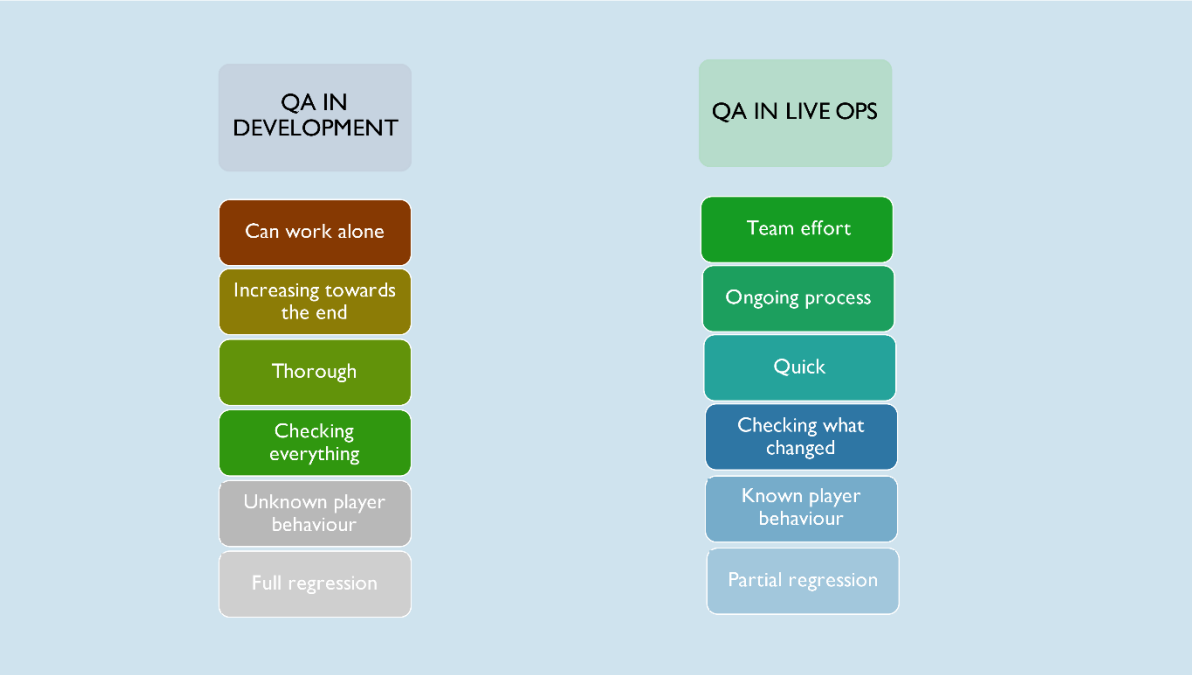 QA IN
DEVELOPMENT
Can work alone
Increasing towards
the end
Thorough
Checking
everything
Unknown player
behaviour
Full regression
QA IN LIVE OPS
Team effort
Ongoing process
Quick
Checking what
changed
Known player
behaviour
Partial regression